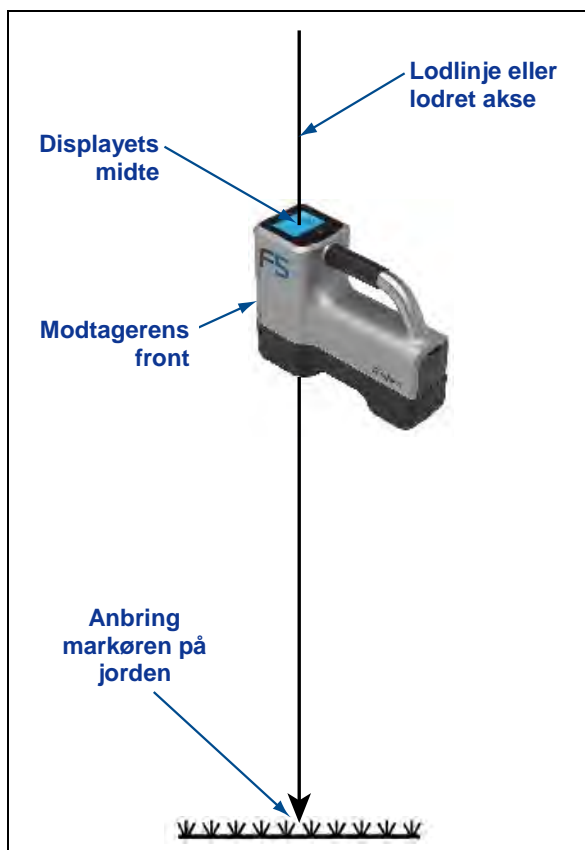 Lodlinje eller
lodret akse
Displayets
midte
F5
Modtagerens
front
Anbring
markøren på
jorden